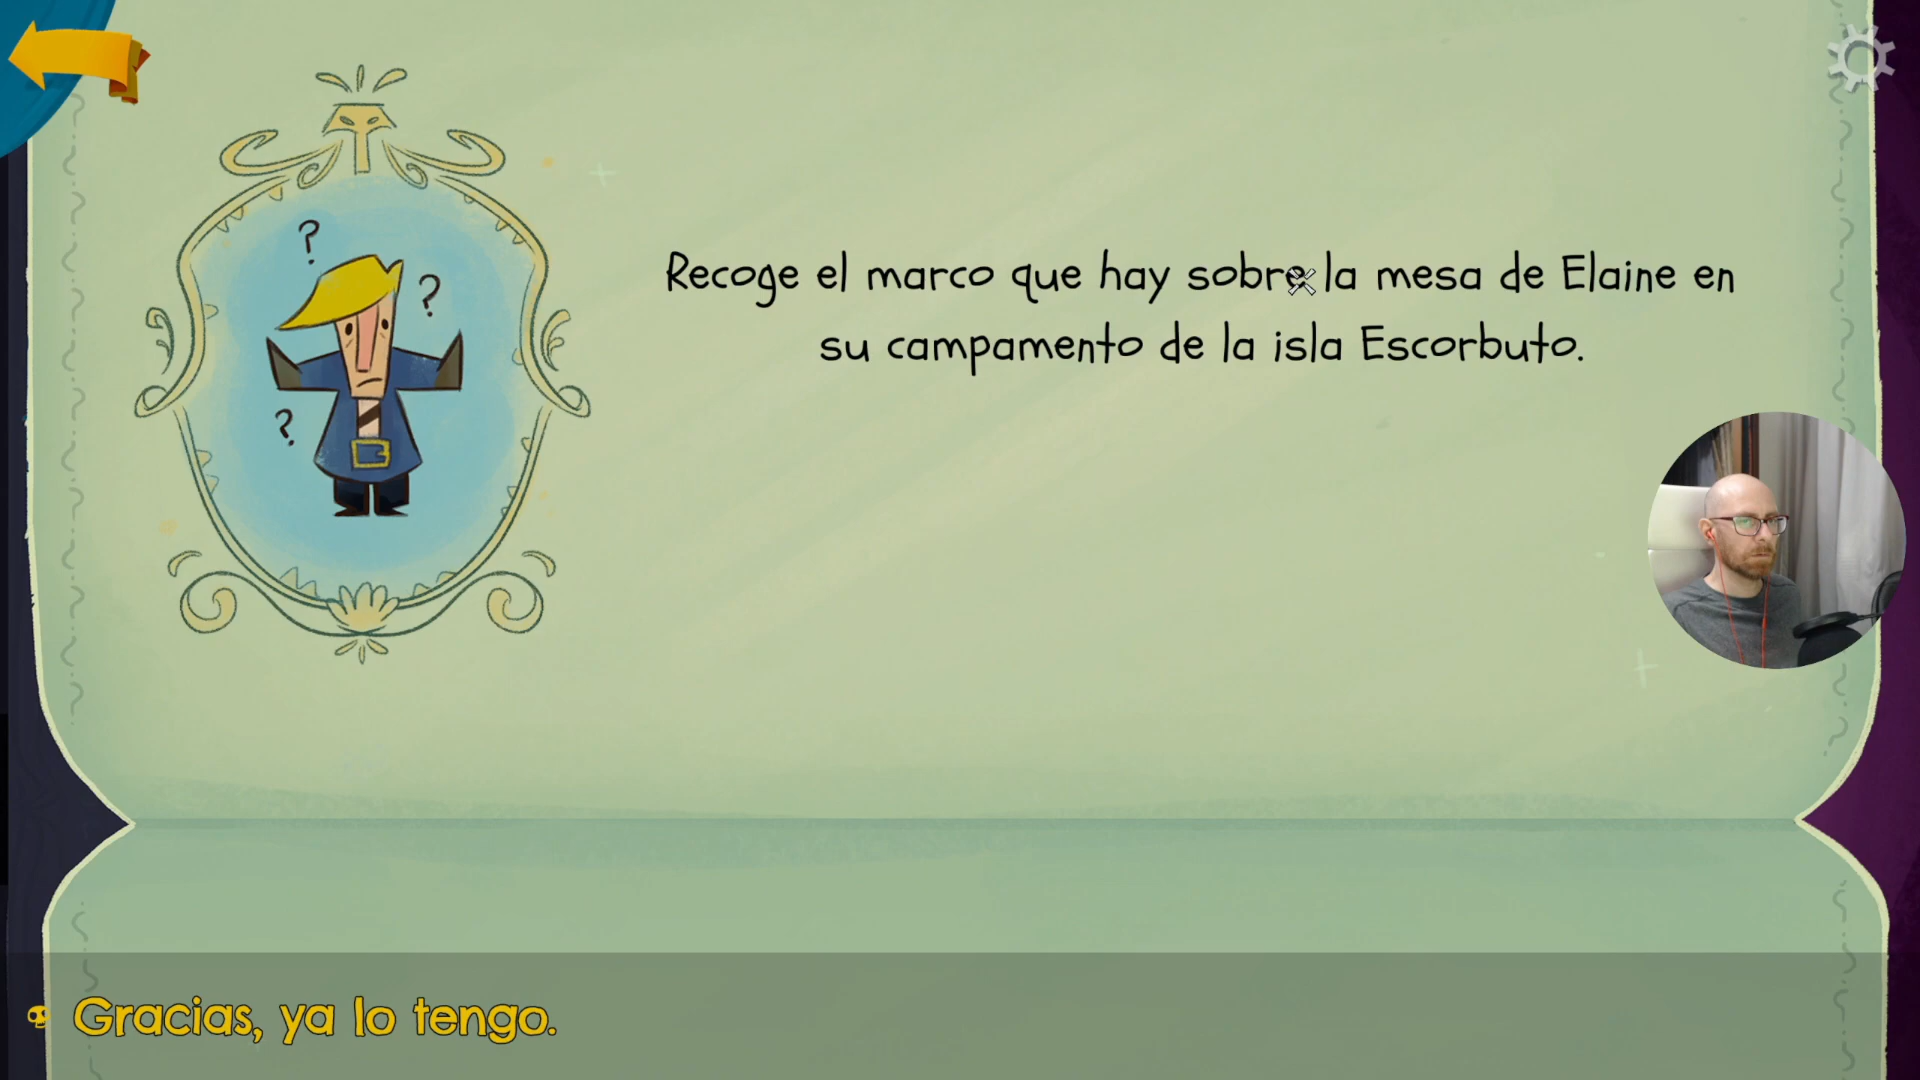 ?
?
?
Recoge el marco que hay sobre la mesa de Elaine en
su campamento de la isla Escorbuto.
Gracias, ya lo tengo.